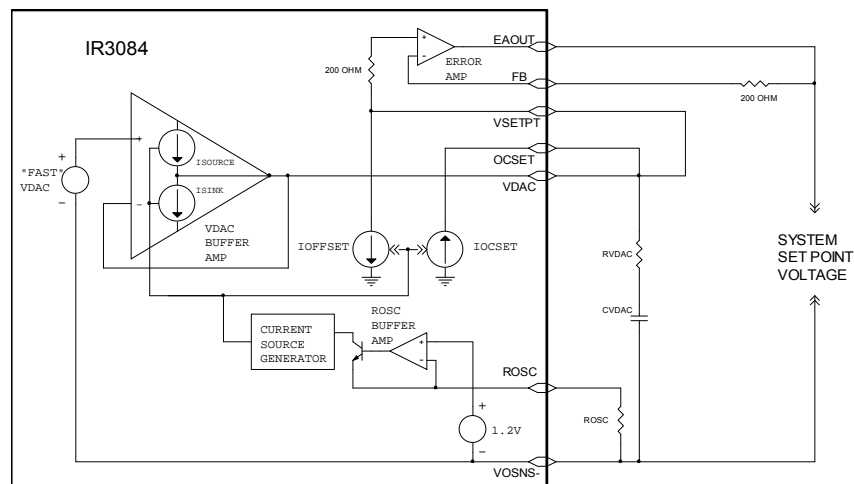 IR3084
EAOUT
200 OHM
ERROR
AMP
FB
200 OHM
VSETPT
ISOURCE
OCSET
"FAST"
VDAC
ISINK
VDAC
VDAC
BUFFER
AMP
IOFFSET
IOCSET
SYSTEM
SET POINT
VOLTAGE
RVDAC
CVDAC
ROSC
BUFFER
AMP
CURRENT
SOURCE
GENERATOR
ROSC
ROSC
1.2V
VOSNS-